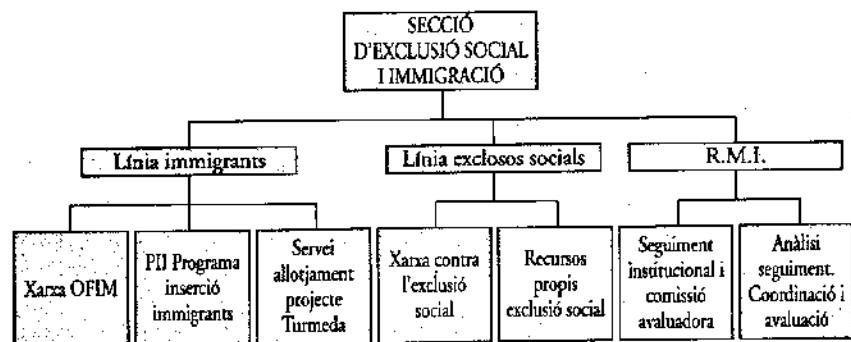 SECCIÓ
D'EXCLUSIÓ SOCIAL
I IMMIGRACIÓ
Línia immigrants
Línia exclosos socials
R.M.I.
Xarxa OFIM
PIJ Programa
inserció
immigrants
Servei
allotjament
projecte
Turmeda
Xarxa contra
l'exclusió
social
Recursos
propis
exclusió social
Seguiment
institucional i
comissió
avaluadora
Anàlisi
seguiment.
Coordinació i
avaluació